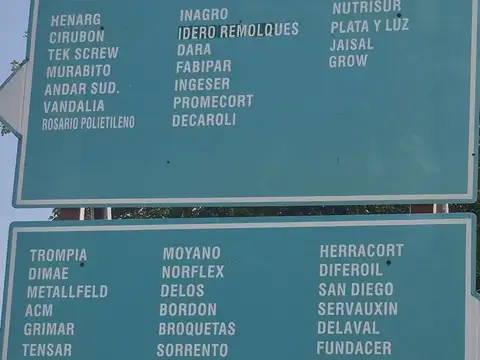 HENARG
CIRUBON
TEK SCREW
MURABITO
ANDAR SUD.
VANDALIA
ROSARIO POLIETILENO
INAGRO
IDERO REMOLQUES
DARA
FABIPAR
INGESER
PROMECORT
DECAROLI
NUTRISUR
PLATA Y LUZ
JAISAL
GROW
TROMPIA
DIMAE
METALLFELD
ACM
GRIMAR
TENSAR
MOYANO
NORFLEX
DELOS
BORDON
BROQUETAS
SORRENTO
HERRACORT
DIFEROIL
SAN DIEGO
SERVAUXIN
DELAVAL
FUNDACER